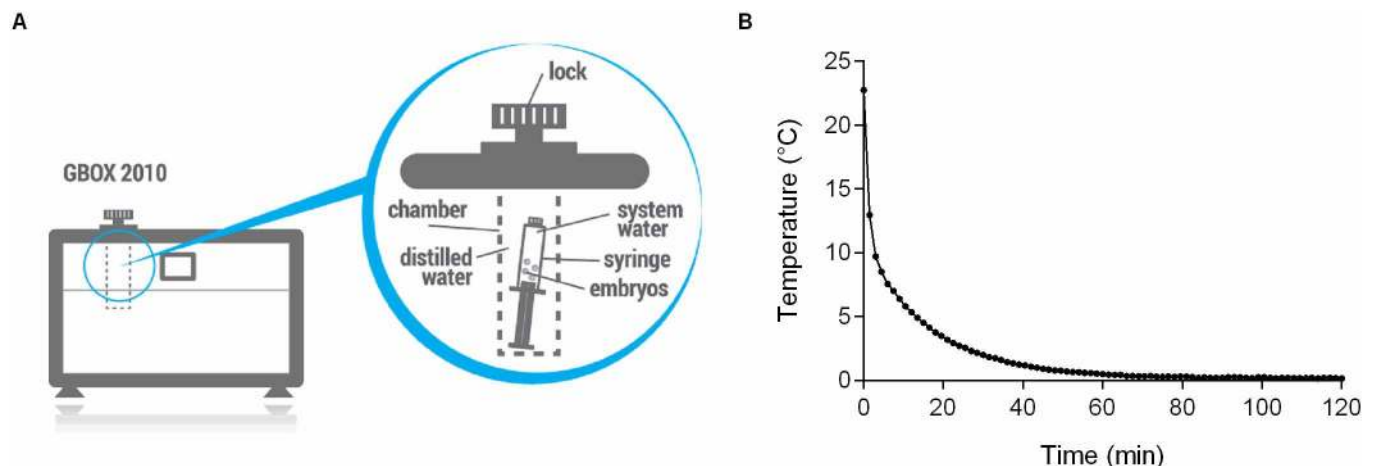 A
GBOX 2010
lock
chamber
distilled
water
system
water
syringe
embryos
B
Temperature (°C)
25
20
15
10
5
0
0 20 40 60 80 100 120
Time (min)